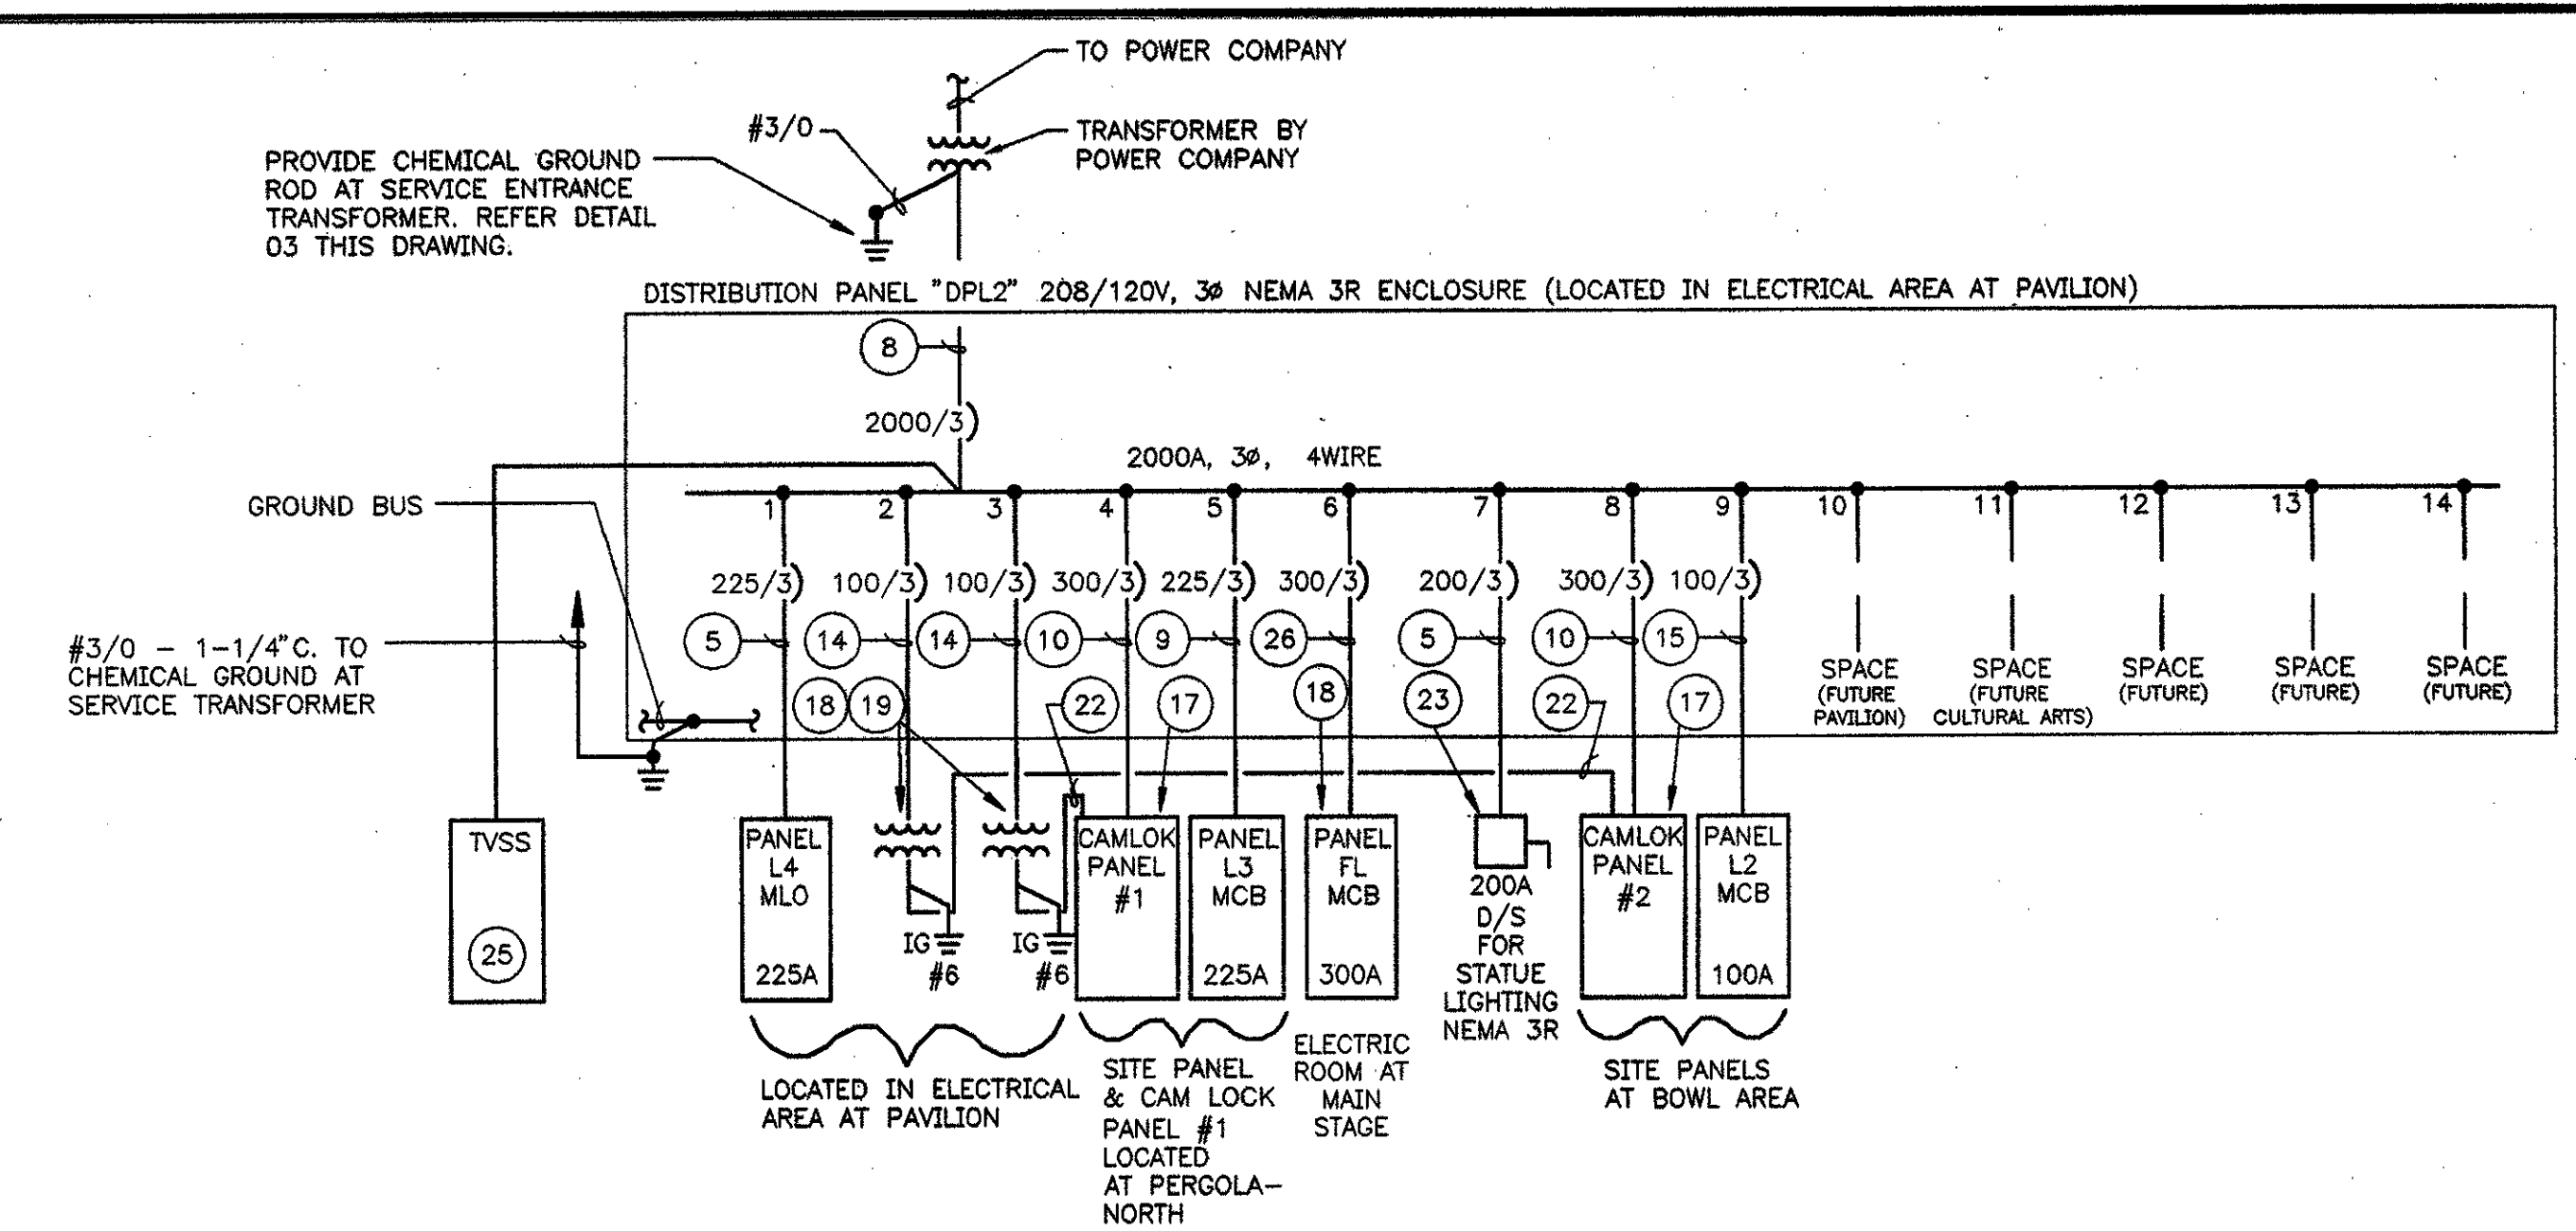 TO POWER COMPANY
#3/0
TRANSFORMER BY
POWER COMPANY
PROVIDE CHEMICAL GROUND
ROD AT SERVICE ENTRANCE
TRANSFORMER. REFER DETAIL
03 THIS DRAWING.
DISTRIBUTION PANEL "DPL2" 208/120V, 3ø NEMA 3R ENCLOSURE (LOCATED IN ELECTRICAL AREA AT PAVILION)
8
2000/3
2000A, 3ø, 4WIRE
GROUND BUS
1 2 3 4 5 6 7 8 9 10 11 12 13 14
225/3 100/3 100/3 300/3 225/3 300/3 200/3 300/3 100/3
5 14 14 10 9 26 5 10 15
#3/0 - 1-1/4"C. TO
CHEMICAL GROUND AT
SERVICE TRANSFORMER
18 19 22 17 18 23 22 17
SPACE
(FUTURE
PAVILION)
SPACE
(FUTURE
CULTURAL ARTS)
SPACE
(FUTURE)
SPACE
(FUTURE)
SPACE
(FUTURE)
TVSS
25
PANEL
L4
MLO
225A
IG
#6
IG
#6
CAMLOK
PANEL
#1
PANEL
L3
MCB
225A
PANEL
FL
MCB
300A
200A
D/S
FOR
STATUE
LIGHTING
NEMA 3R
CAMLOK
PANEL
#2
PANEL
L2
MCB
100A
LOCATED IN ELECTRICAL
AREA AT PAVILION
SITE PANEL
& CAM LOCK
PANEL #1
LOCATED
AT PERGOLA-
NORTH
ELECTRIC
ROOM AT
MAIN
STAGE
SITE PANELS
AT BOWL AREA